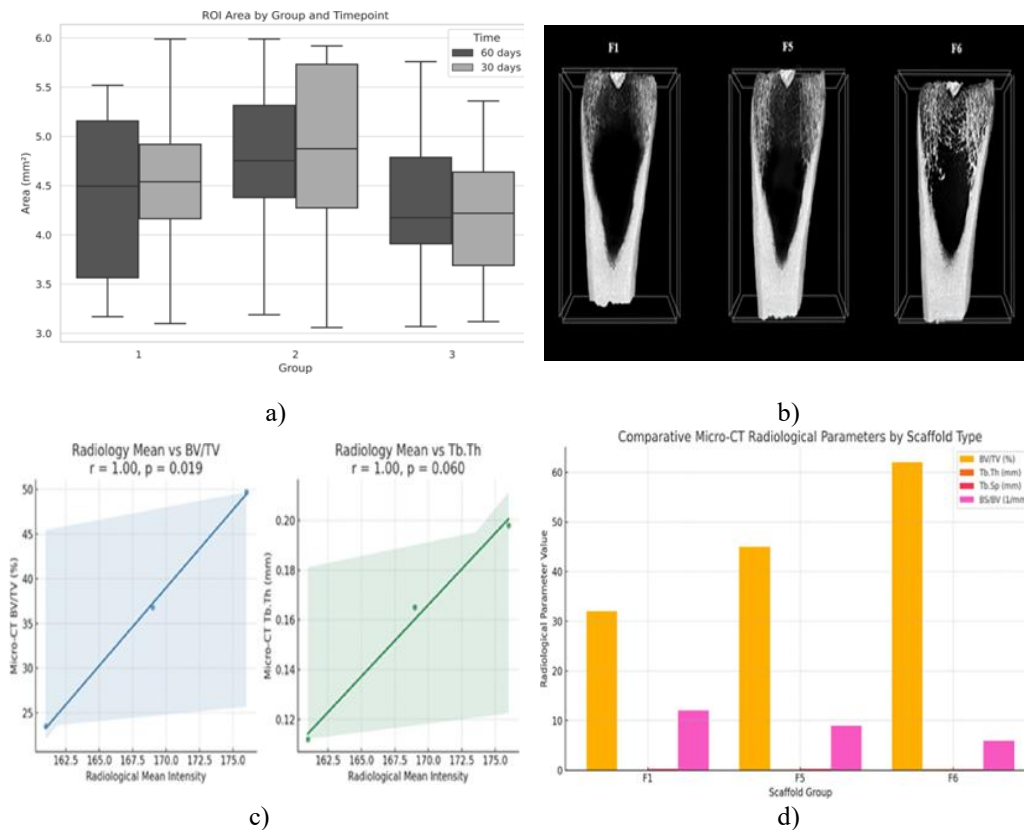 ROI Area by Group and Timepoint
Time
60 days
30 days
6.0
5.5
5.0
4.5
4.0
3.5
3.0
Area (mm²)
1 2 3
Group
a)
F1 F5 F6
b)
Radiology Mean vs BV/TV
r = 1.00, p = 0.019
50
45
40
35
30
25
Micro-CT BV/TV (%)
162.5 165.0 167.5 170.0 172.5 175.0
Radiological Mean Intensity
Radiology Mean vs Tb.Th
r = 1.00, p = 0.060
0.20
0.18
0.16
0.14
0.12
Micro-CT Tb.Th (mm)
162.5 165.0 167.5 170.0 172.5 175.0
Radiological Mean Intensity
c)
Comparative Micro-CT Radiological Parameters by Scaffold Type
BV/TV (%)
Tb.Th (mm)
Tb.Sp (mm)
BS/BV (1/mm
60
50
40
30
20
10
0
Radiological Parameter Value
F1 F5 F6
Scaffold Group
d)